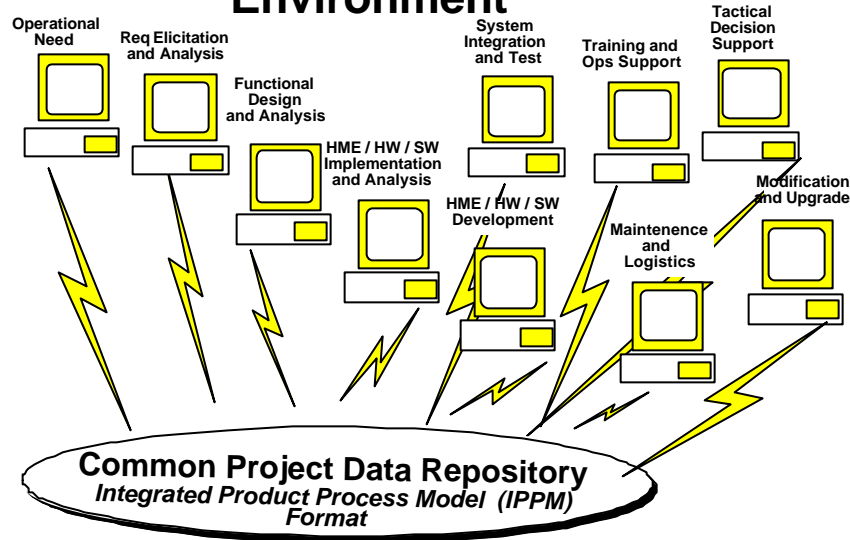 Environment
Operational
Need
Req Elicitation
and Analysis
Functional
Design
and Analysis
HME / HW / SW
Implementation
and Analysis
System
Integration
and Test
HME / HW / SW
Development
Training and
Ops Support
Tactical
Decision
Support
Maintenence
and
Logistics
Modification
and Upgrade
Common Project Data Repository
Integrated Product Process Model (IPPM)
Format